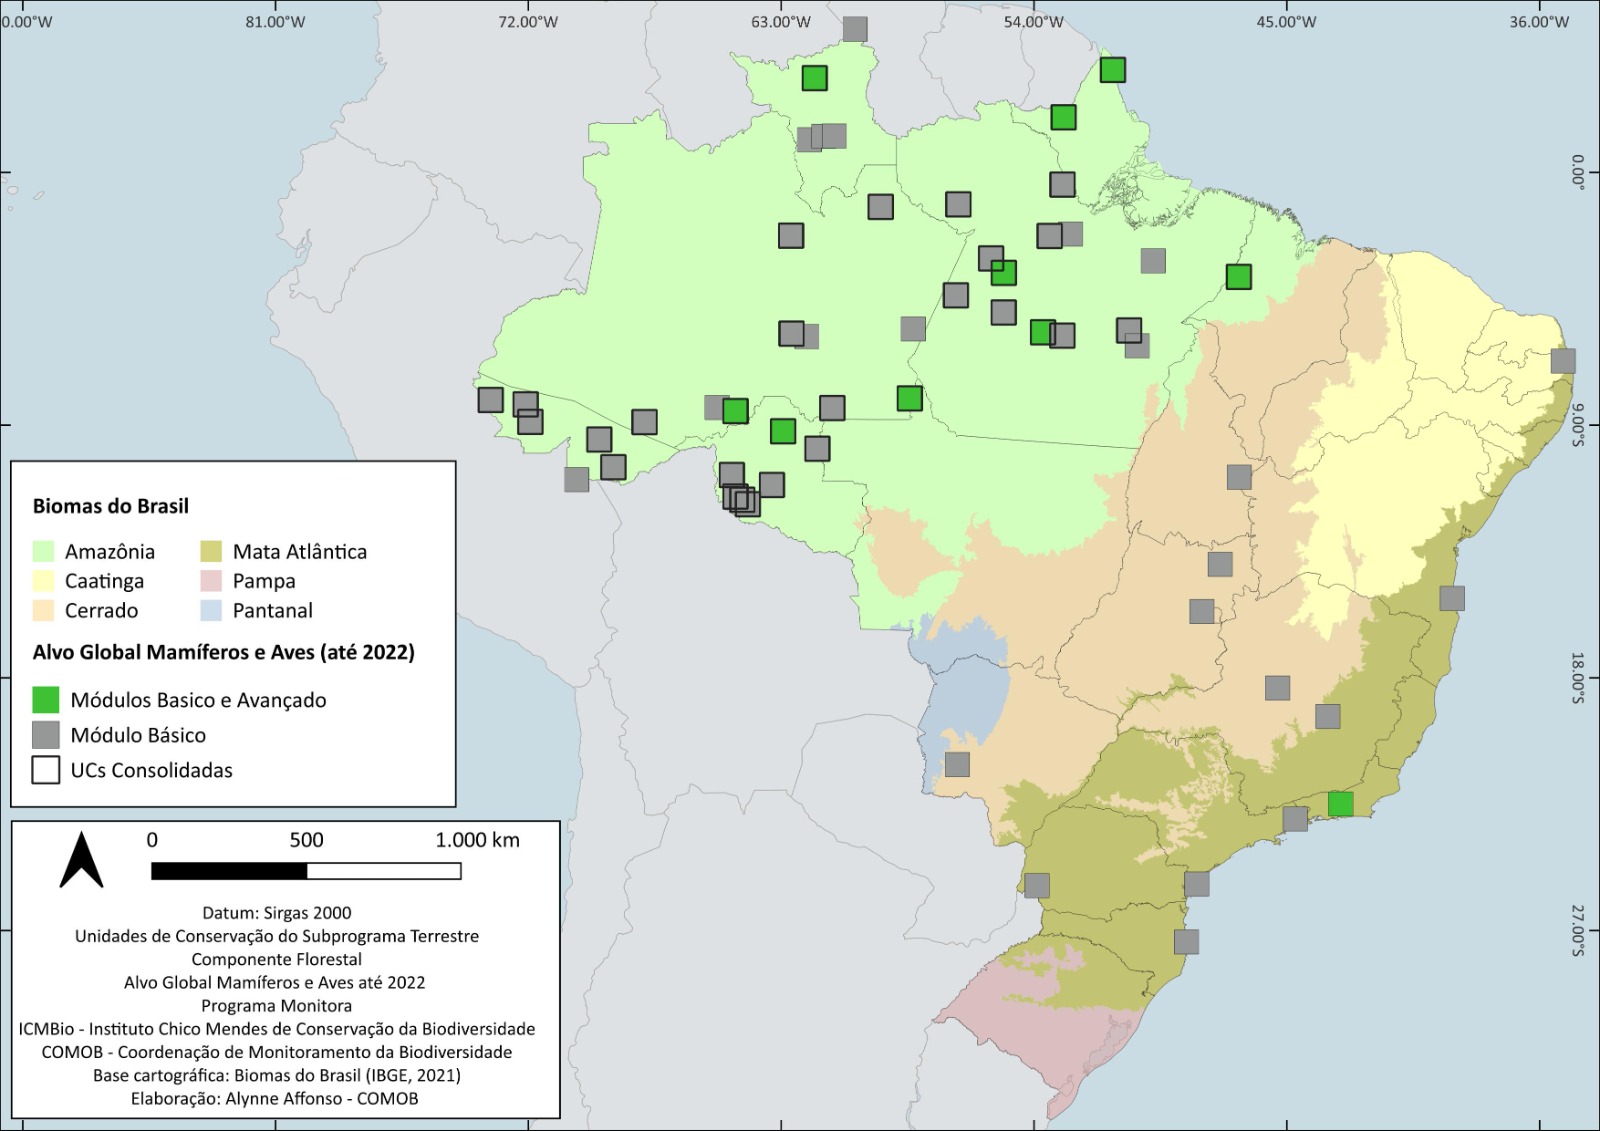 0.00°W 81.00°W 72.00°W 63.00°W 54.00°W 45.00°W 36.00°W
0.00°
9.00°S
18.00°S
27.00°S
Biomas do Brasil
Amazônia Mata Atlântica
Caatinga Pampa
Cerrado Pantanal
Alvo Global Mamíferos e Aves (até 2022)
Módulos Basico e Avançado
Módulo Básico
UCs Consolidadas
0 500 1.000 km
Datum: Sirgas 2000
Unidades de Conservação do Subprograma Terrestre
Componente Florestal
Alvo Global Mamíferos e Aves até 2022
Programa Monitora
ICMBio - Instituto Chico Mendes de Conservação da Biodiversidade
COMOB - Coordenação de Monitoramento da Biodiversidade
Base cartográfica: Biomas do Brasil (IBGE, 2021)
Elaboração: Alynne Affonso - COMOB